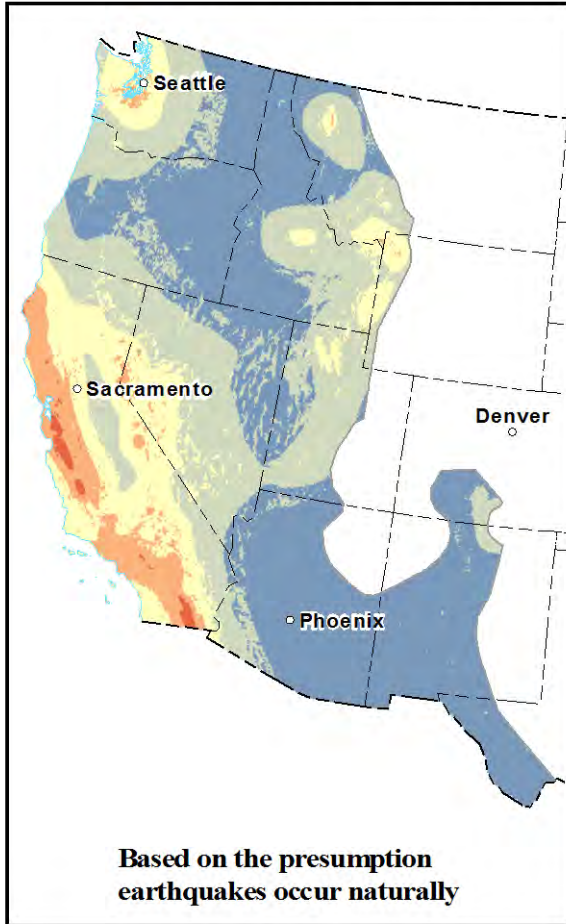 Seattle
Sacramento
Denver
Phoenix
Based on the presumption
earthquakes occur naturally